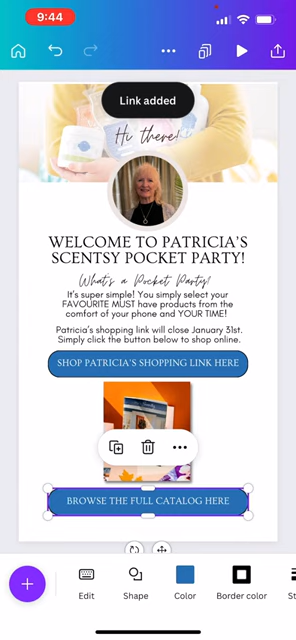 9:44
Link added
Hi there!
WELCOME TO PATRICIA'S
SCENTSY POCKET PARTY!
What's a Pocket Party?
It's super simple! You simply select your
FAVOURITE MUST have products from the
comfort of your phone and YOUR TIME!
Patricia's shopping link will close January 31st.
Simply click the button below to shop online.
SHOP PATRICIA'S SHOPPING LINK HERE
BROWSE THE FULL CATALOG HERE
Edit
Shape
Color
Border color
St